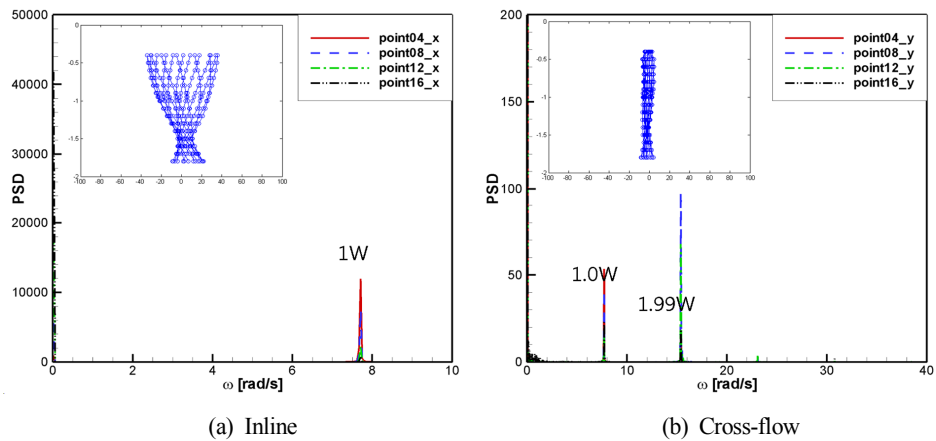 50000
40000
30000
20000
10000
0
PSD
0
-0.5
-1
-1.5
-2
-100 -80 -60 -40 -20 0 20 40 60 80 100
point04_x
point08_x
point12_x
point16_x
1W
0 2 4 6 8 10
ω [rad/s]
(a) Inline
200
150
100
50
0
PSD
0
-0.5
-1
-1.5
-2
-100 -80 -60 -40 -20 0 20 40 60 80 100
point04_y
point08_y
point12_y
point16_y
1.0W
1.99W
0 10 20 30 40
ω [rad/s]
(b) Cross-flow